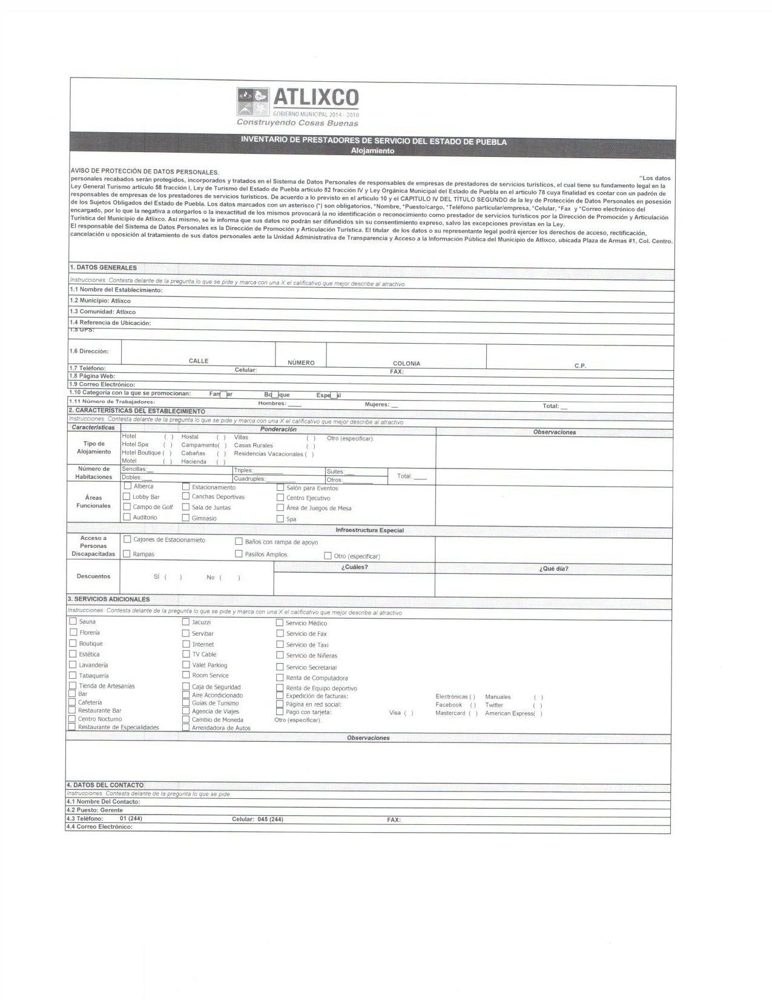 ATLIXCO
GOBIERNO MUNICIPAL 2014 - 2018
Construyendo Cosas Buenas
INVENTARIO DE PRESTADORES DE SERVICIO DEL ESTADO DE PUEBLA
Alojamiento
AVISO DE PROTECCIÓN DE DATOS PERSONALES. "Los datos
personales recabados serán protegidos, incorporados y tratados en el Sistema de Datos Personales de responsables de empresas de prestadores de servicios turísticos, el cual tiene su fundamento legal en la
Ley General Turismo artículo 58 fracción I, Ley de Turismo del Estado de Puebla artículo 82 fracción IV y Ley Orgánica Municipal del Estado de Puebla en el artículo 78 cuya finalidad es contar con un padrón de
responsables de empresas de los prestadores de servicios turísticos. De acuerdo a lo previsto en el artículo 10 y el CAPITULO IV DEL TÍTULO SEGUNDO de la ley de Protección de Datos Personales en posesión
de los Sujetos Obligados del Estado de Puebla. Los datos marcados con un asterisco (*) son obligatorios, *Nombre, *Puesto/cargo, *Teléfono particular/empresa, *Celular, *Fax y *Correo electrónico del
encargado, por lo que la negativa a otorgarlos o la inexactitud de los mismos provocará la no identificación o reconocimiento como prestador de servicios turísticos por la Dirección de Promoción y Articulación
Turística del Municipio de Atlixco. Así mismo, se le informa que sus datos no podrán ser difundidos sin su consentimiento expreso, salvo las excepciones previstas en la Ley.
El responsable del Sistema de Datos Personales es la Dirección de Promoción y Articulación Turística. El titular de los datos o su representante legal podrá ejercer los derechos de acceso, rectificación,
cancelación u oposición al tratamiento de sus datos personales ante la Unidad Administrativa de Transparencia y Acceso a la Información Pública del Municipio de Atlixco, ubicada Plaza de Armas #1, Col. Centro.
1. DATOS GENERALES
Instrucciones: Contesta delante de la pregunta lo que se pide y marca con una X el calificativo que mejor describe al atractivo
1.1 Nombre del Establecimiento:
1.2 Municipio: Atlixco
1.3 Comunidad: Atlixco
1.4 Referencia de Ubicación:
1.5 GPS:
1.6 Dirección: CALLE NÚMERO COLONIA C.P.
1.7 Teléfono: Celular: FAX:
1.8 Página Web:
1.9 Correo Electrónico:
1.10 Categoría con la que se promocionan: Fam ar Bo que Espe l
1.11 Número de Trabajadores: Hombres: ____ Mujeres: __ Total: __
2. CARACTERÍSTICAS DEL ESTABLECIMIENTO
Instrucciones: Contesta delante de la pregunta lo que se pide y marca con una X el calificativo que mejor describe al atractivo
Características Ponderación Observaciones
Tipo de Alojamiento
Hotel ( ) Hostal ( ) Villas ( ) Otro (especificar):
Hotel Spa ( ) Campamento( ) Casas Rurales ( )
Hotel Boutique ( ) Cabañas ( ) Residencias Vacacionales ( )
Motel ( ) Hacienda ( )
Número de Habitaciones
Sencillas:__ Triples:________ Suites:___ Total: ____
Dobles:___ Cuadruples:________ Otros:________
Áreas Funcionales
Alberca Estacionamiento Salón para Eventos
Lobby Bar Canchas Deportivas Centro Ejecutivo
Campo de Golf Sala de Juntas Área de Juegos de Mesa
Auditorio Gimnasio Spa
Infraestructura Especial
Acceso a Personas Discapacitadas
Cajones de Estacionamieto Baños con rampa de apoyo
Rampas Pasillos Amplios Otro (especificar)
¿Cuáles? ¿Qué día?
Descuentos SÍ ( ) No ( )
3. SERVICIOS ADICIONALES
Instrucciones: Contesta delante de la pregunta lo que se pide y marca con una X el calificativo que mejor describe al atractivo
Sauna Jacuzzi Servicio Médico
Florería Servibar Servicio de Fax
Boutique Internet Servicio de Taxi
Estética TV Cable Servicio de Niñeras
Lavandería Valet Parking Servicio Secretarial
Tabaquería Room Service Renta de Computadora
Tienda de Artesanías Caja de Seguridad Renta de Equipo deportivo
Bar Aire Acondicionado Expedición de facturas: Electrónicas ( ) Manuales ( )
Cafetería Guías de Turismo Página en red social: Facebook ( ) Twitter ( )
Restaurante Bar Agencia de Viajes Pago con tarjeta: Visa ( ) Mastercard ( ) American Express( )
Centro Nocturno Cambio de Moneda Otro (especificar):
Restaurante de Especialidades Arrendadora de Autos
Observaciones
4. DATOS DEL CONTACTO
Instrucciones: Contesta delante de la pregunta lo que se pide.
4.1 Nombre Del Contacto:
4.2 Puesto: Gerente
4.3 Teléfono: 01 (244) Celular: 045 (244) FAX:
4.4 Correo Electrónico: